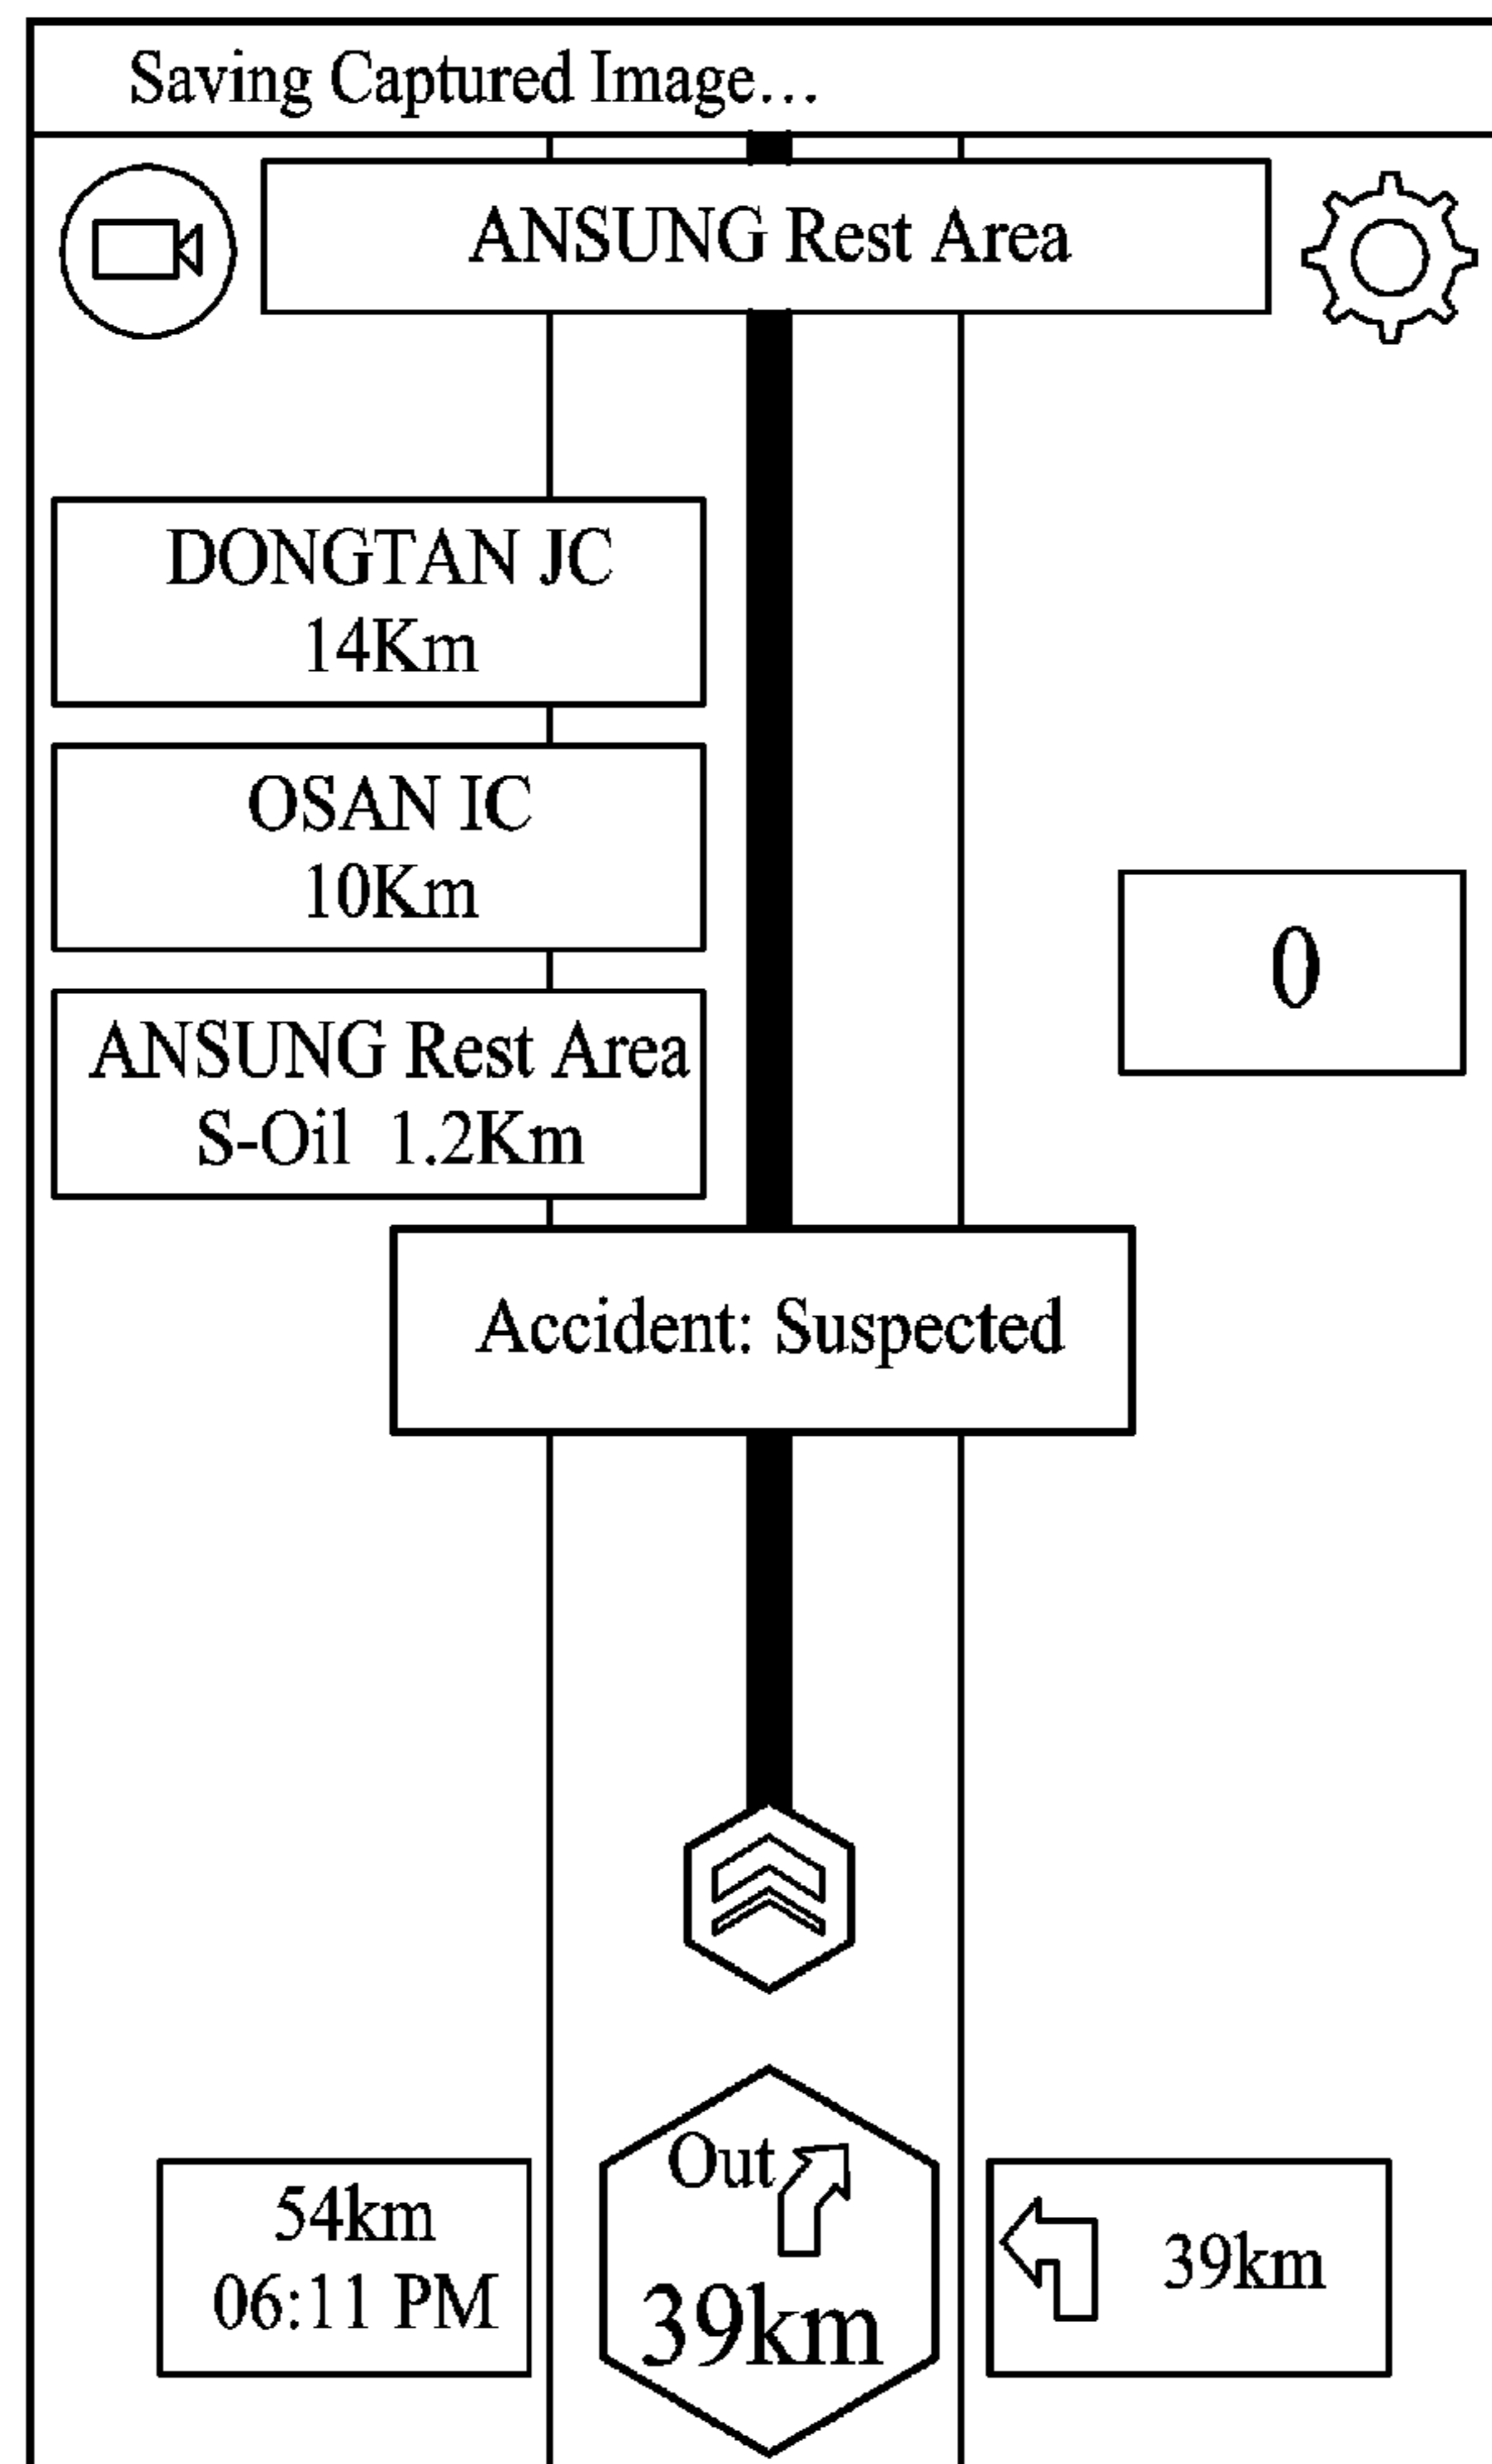 Saving Captured Image...
ANSUNG Rest Area
DONGTAN JC
14Km
OSAN IC
10Km
0
ANSUNG Rest Area
S-Oil 1.2Km
Accident: Suspected
54km
06:11 PM
Out
39km
39km